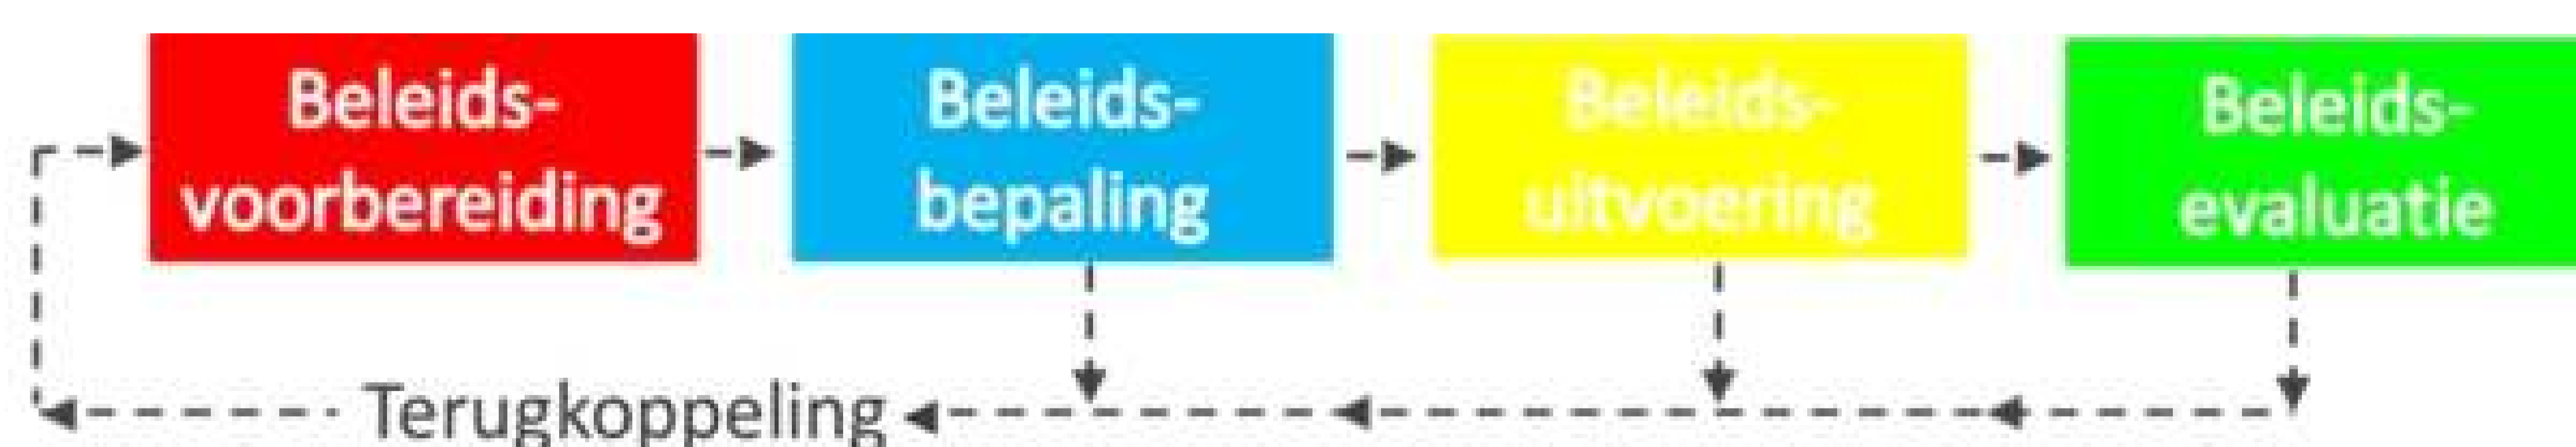 Beleids-
voorbereiding
Beleids-
bepaling
Beleids-
uitvoering
Beleids-
evaluatie
Terugkoppeling